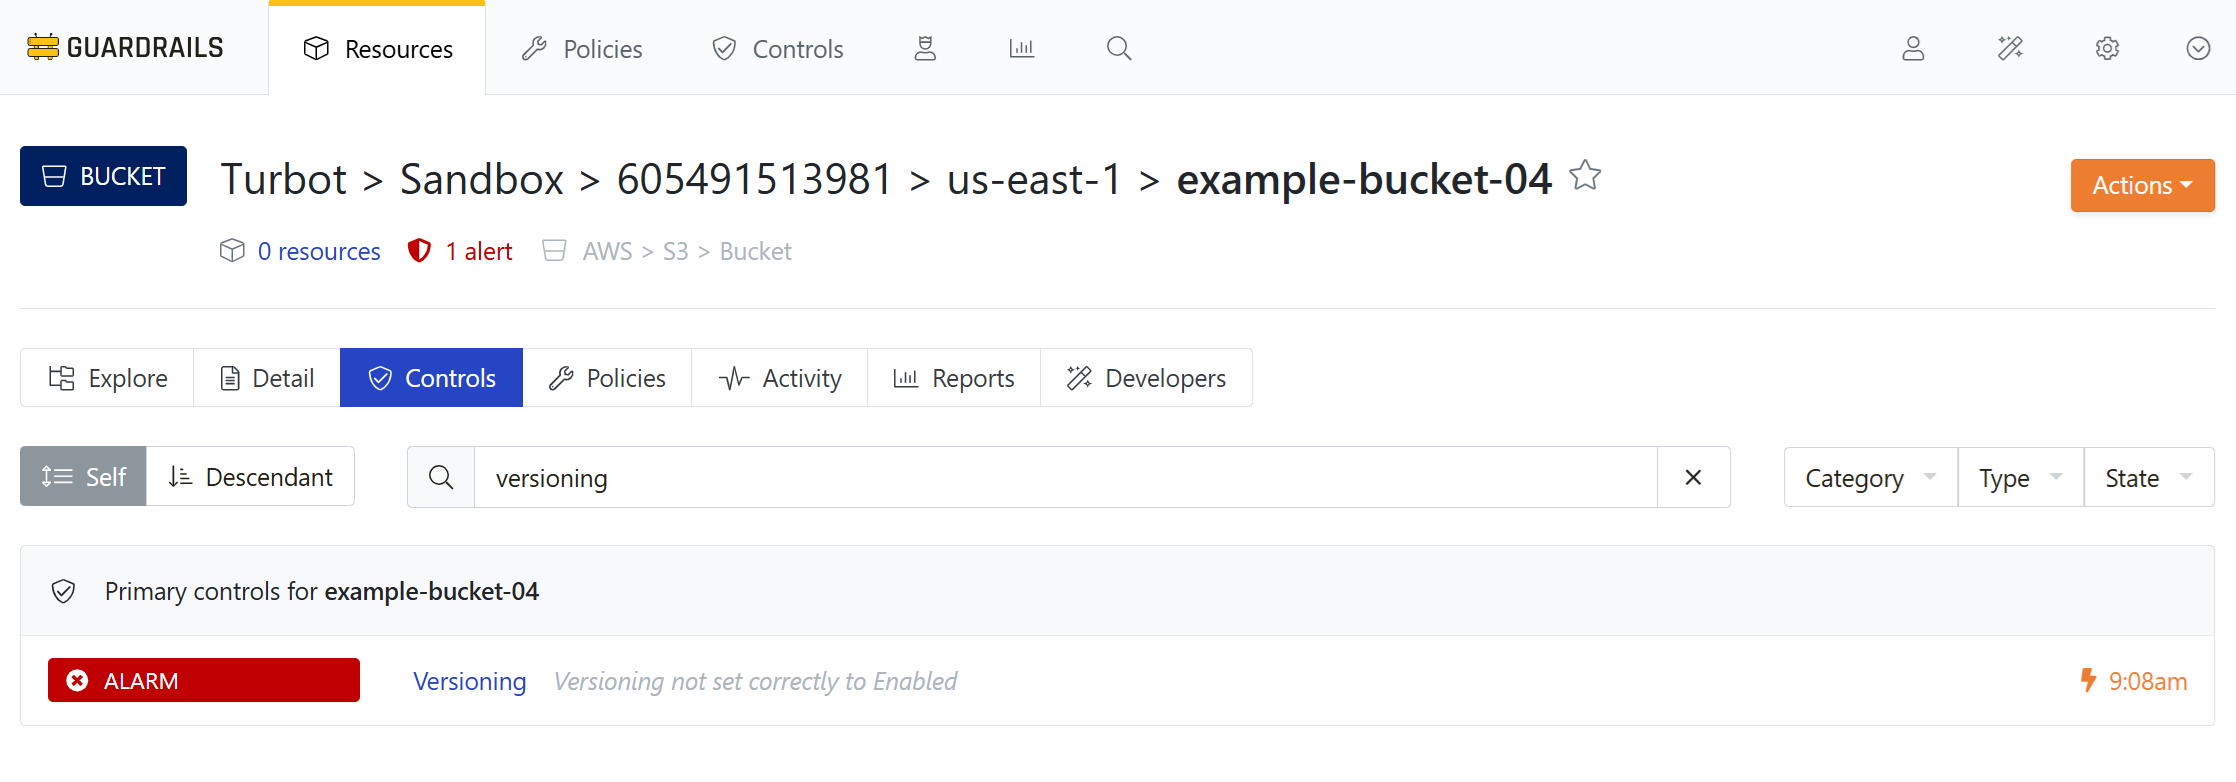 GUARDRAILS Resources Policies Controls
BUCKET Turbot > Sandbox > 605491513981 > us-east-1 > example-bucket-04 Actions
0 resources 1 alert AWS > S3 > Bucket
Explore Detail Controls Policies Activity Reports Developers
Self Descendant versioning Category Type State
Primary controls for example-bucket-04
ALARM Versioning Versioning not set correctly to Enabled 9:08am